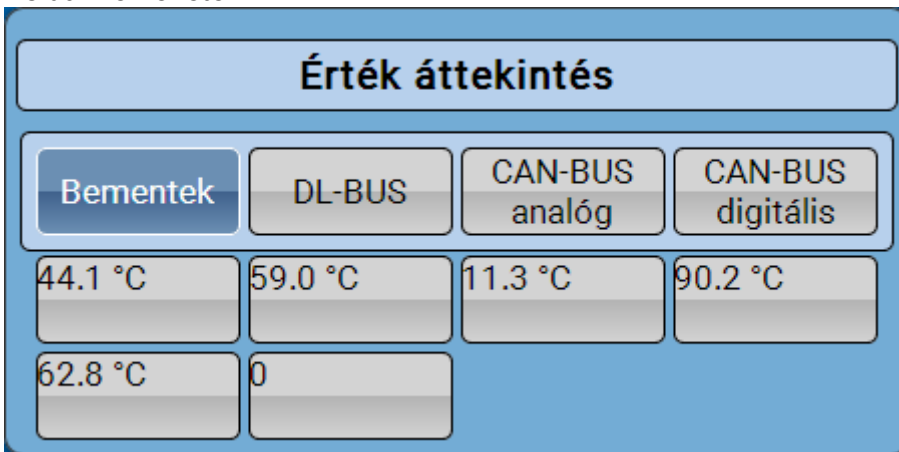 Érték áttekintés
Bementek
DL-BUS
CAN-BUS
analóg
CAN-BUS
digitális
44.1 °C
59.0 °C
11.3 °C
90.2 °C
62.8 °C
0